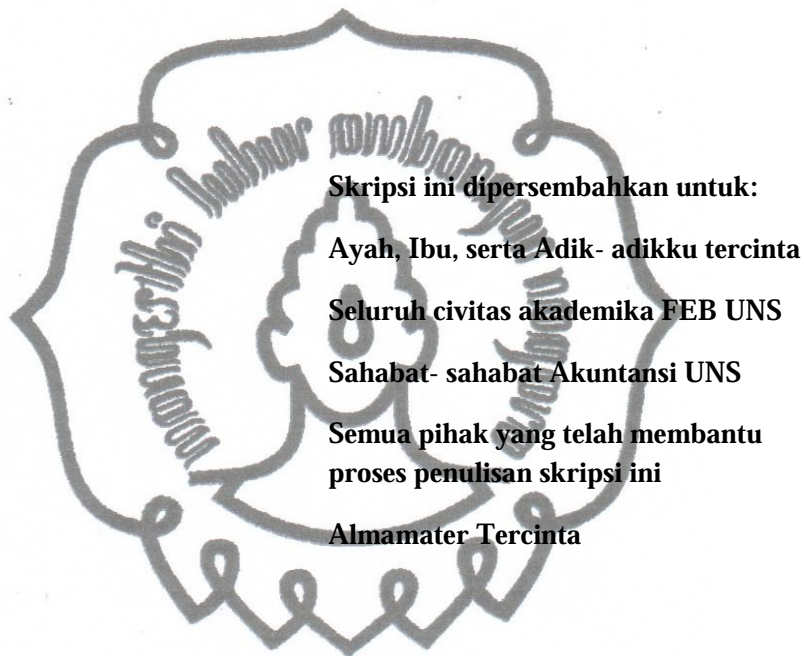 Skripsi ini dipersembahkan untuk:
Ayah, Ibu, serta Adik- adikku tercinta
Seluruh civitas akademika FEB UNS
Sahabat- sahabat Akuntansi UNS
Semua pihak yang telah membantu
proses penulisan skripsi ini
Almamater Tercinta